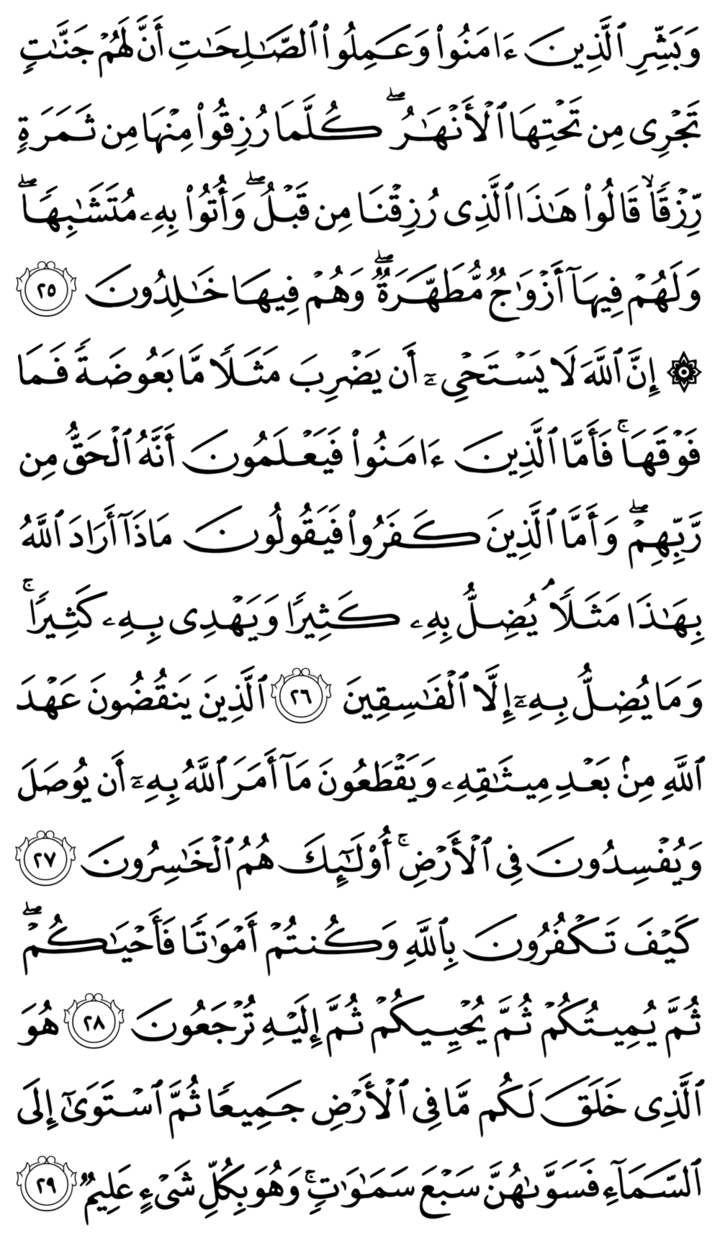 وَبَشِّرِ ٱلَّذِينَ ءَامَنُوا۟ وَعَمِلُوا۟ ٱلصَّـٰلِحَـٰتِ أَنَّ لَهُمْ جَنَّـٰتٍ
تَجْرِى مِن تَحْتِهَا ٱلْأَنْهَـٰرُ ۖ كُلَّمَا رُزِقُوا۟ مِنْهَا مِن ثَمَرَةٍ
رِّزْقًا ۙ قَالُوا۟ هَـٰذَا ٱلَّذِى رُزِقْنَا مِن قَبْلُ ۖ وَأُتُوا۟ بِهِۦ مُتَشَـٰبِهًا ۖ
وَلَهُمْ فِيهَآ أَزْوَٰجٌ مُّطَهَّرَةٌ ۖ وَهُمْ فِيهَا خَـٰلِدُونَ ٢٥
۞ إِنَّ ٱللَّهَ لَا يَسْتَحْىِۦٓ أَن يَضْرِبَ مَثَلًا مَّا بَعُوضَةً فَمَا
فَوْقَهَا ۚ فَأَمَّا ٱلَّذِينَ ءَامَنُوا۟ فَيَعْلَمُونَ أَنَّهُ ٱلْحَقُّ مِن
رَّبِّهِمْ ۖ وَأَمَّا ٱلَّذِينَ كَفَرُوا۟ فَيَقُولُونَ مَاذَآ أَرَادَ ٱللَّهُ
بِهَـٰذَا مَثَلًا ۘ يُضِلُّ بِهِۦ كَثِيرًا وَيَهْدِى بِهِۦ كَثِيرًا ۚ
وَمَا يُضِلُّ بِهِۦٓ إِلَّا ٱلْفَـٰسِقِينَ ٢٦ ٱلَّذِينَ يَنقُضُونَ عَهْدَ
ٱللَّهِ مِنۢ بَعْدِ مِيثَـٰقِهِۦ وَيَقْطَعُونَ مَآ أَمَرَ ٱللَّهُ بِهِۦٓ أَن يُوصَلَ
وَيُفْسِدُونَ فِى ٱلْأَرْضِ ۚ أُو۟لَـٰٓئِكَ هُمُ ٱلْخَـٰسِرُونَ ٢٧
كَيْفَ تَكْفُرُونَ بِٱللَّهِ وَكُنتُمْ أَمْوَٰتًا فَأَحْيَـٰكُمْ ۖ
ثُمَّ يُمِيتُكُمْ ثُمَّ يُحْيِيكُمْ ثُمَّ إِلَيْهِ تُرْجَعُونَ ٢٨ هُوَ
ٱلَّذِى خَلَقَ لَكُم مَّا فِى ٱلْأَرْضِ جَمِيعًا ثُمَّ ٱسْتَوَىٰٓ إِلَى
ٱلسَّمَآءِ فَسَوَّىٰهُنَّ سَبْعَ سَمَـٰوَٰتٍ ۚ وَهُوَ بِكُلِّ شَىْءٍ عَلِيمٌ ٢٩